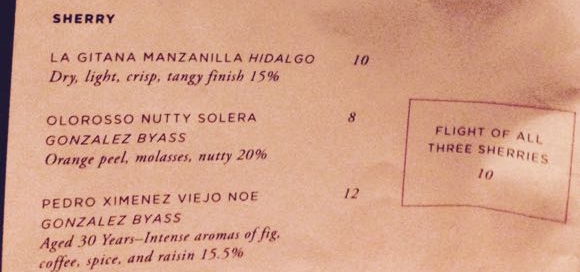 SHERRY
LA GITANA MANZANILLA HIDALGO 10
Dry, light, crisp, tangy finish 15%
OLOROSSO NUTTY SOLERA 8
GONZALEZ BYASS
Orange peel, molasses, nutty 20%
PEDRO XIMENEZ VIEJO NOE 12
GONZALEZ BYASS
Aged 30 Years–Intense aromas of fig,
coffee, spice, and raisin 15.5%
FLIGHT OF ALL
THREE SHERRIES
10